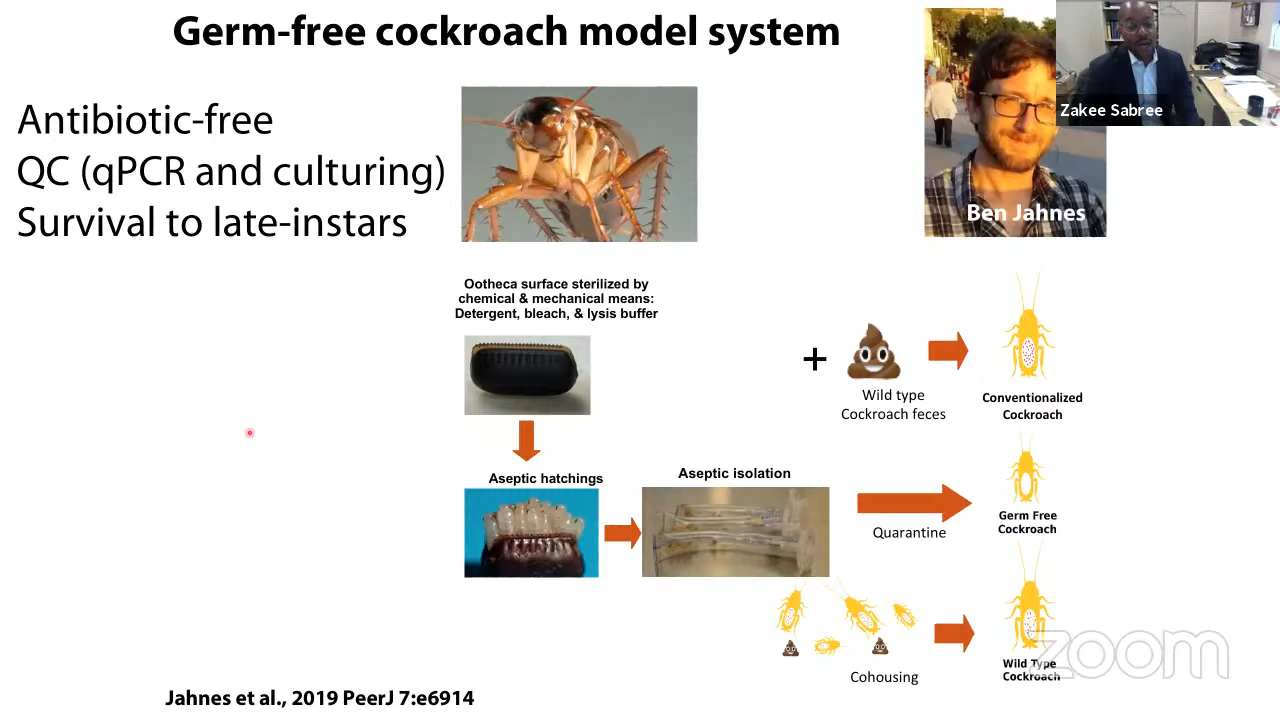 Germ-free cockroach model system
Antibiotic-free
QC (qPCR and culturing)
Survival to late-instars
Zakee Sabree
Ben Jahnes
Ootheca surface sterilized by
chemical & mechanical means:
Detergent, bleach, & lysis buffer
+
Wild type
Cockroach feces
Conventionalized
Cockroach
Aseptic hatchings
Aseptic isolation
Quarantine
Germ Free
Cockroach
Cohousing
Wild Type
Cockroach
zoom
Jahnes et al., 2019 PeerJ 7:e6914